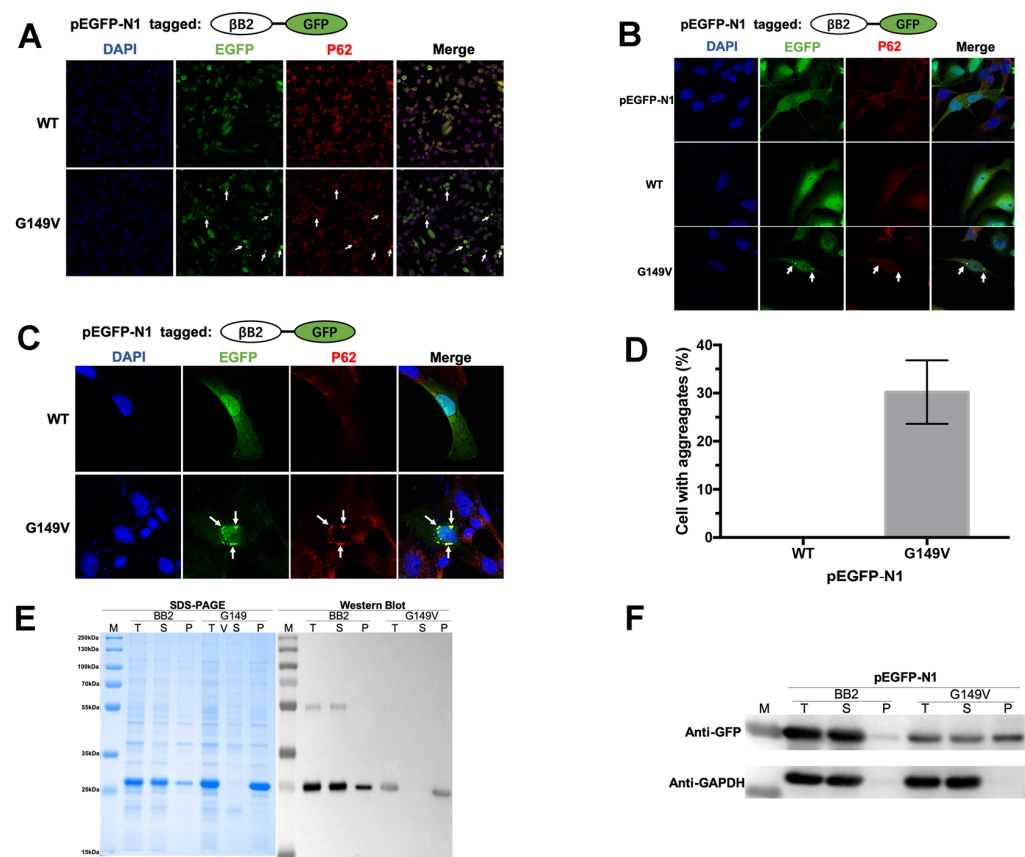 A
pEGFP-N1 tagged: βB2 GFP
DAPI EGFP P62 Merge
WT
G149V
B
pEGFP-N1 tagged: βB2 GFP
DAPI EGFP P62 Merge
pEGFP-N1
WT
G149V
C
pEGFP-N1 tagged: βB2 GFP
DAPI EGFP P62 Merge
WT
G149V
D
Cell with aggreagates (%)
40
30
20
10
0
WT G149V
pEGFP-N1
E
SDS-PAGE Western Blot
BB2 G149 BB2 G149V
M T S P T V S P M T S P T S P
250kDa
130kDa
100kDa
70kDa
55kDa
35kDa
25kDa
15kDa
F
pEGFP-N1
BB2 G149V
M T S P T S P
Anti-GFP
Anti-GAPDH